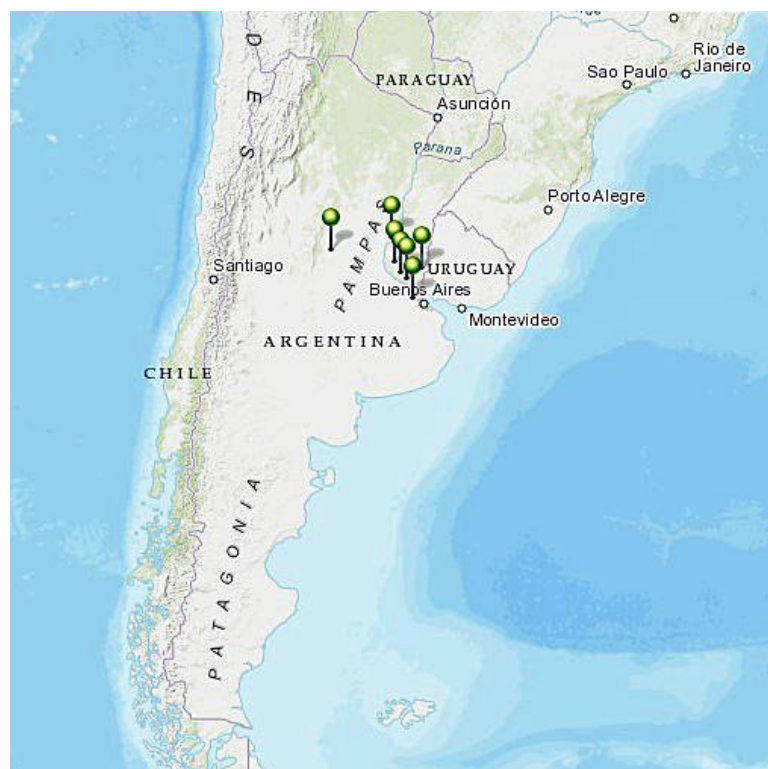 Rio de
Janeiro
Sao Paulo
PARAGUAY
Asunción
Parana
D E S
Porto Alegre
PAMPAS
Santiago
URUGUAY
Buenos Aires
Montevideo
ARGENTINA
CHILE
PATAGONIA